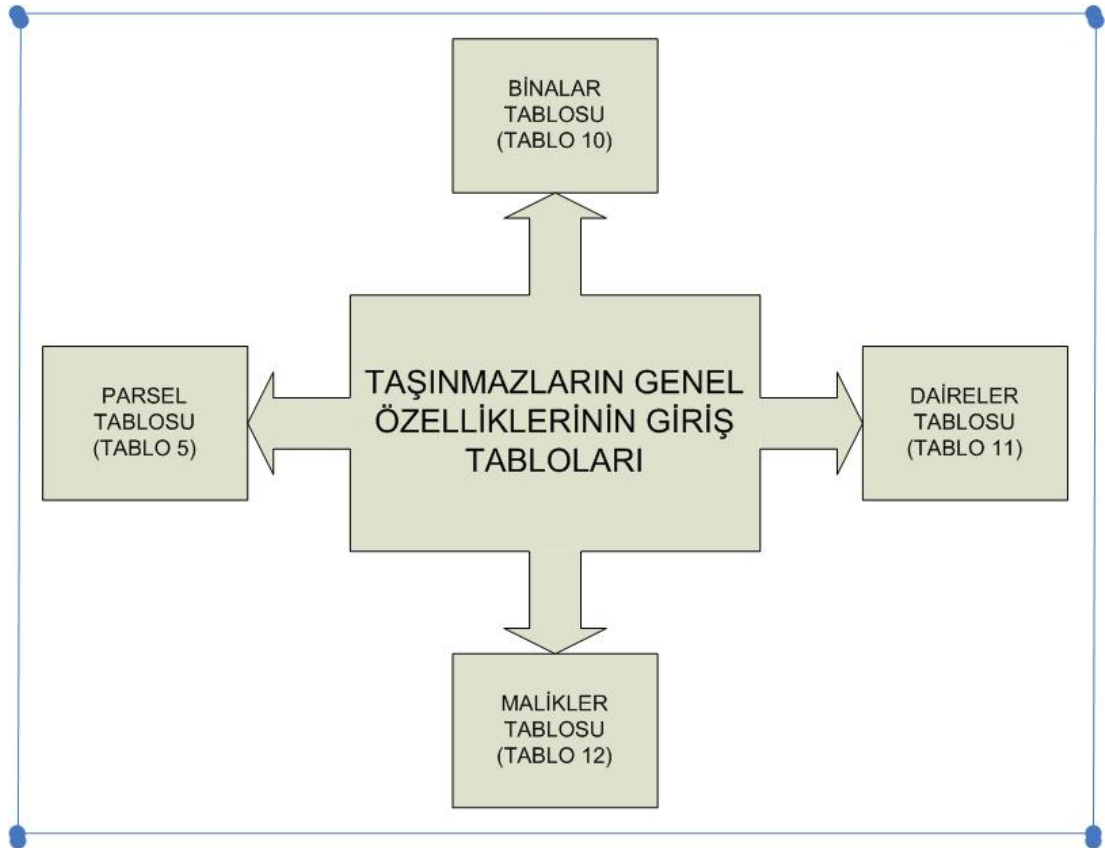 BİNALAR
TABLOSU
(TABLO 10)
PARSEL
TABLOSU
(TABLO 5)
TAŞINMAZLARIN GENEL
ÖZELLİKLERİNİN GİRİŞ
TABLOLARI
DAİRELER
TABLOSU
(TABLO 11)
MALİKLER
TABLOSU
(TABLO 12)